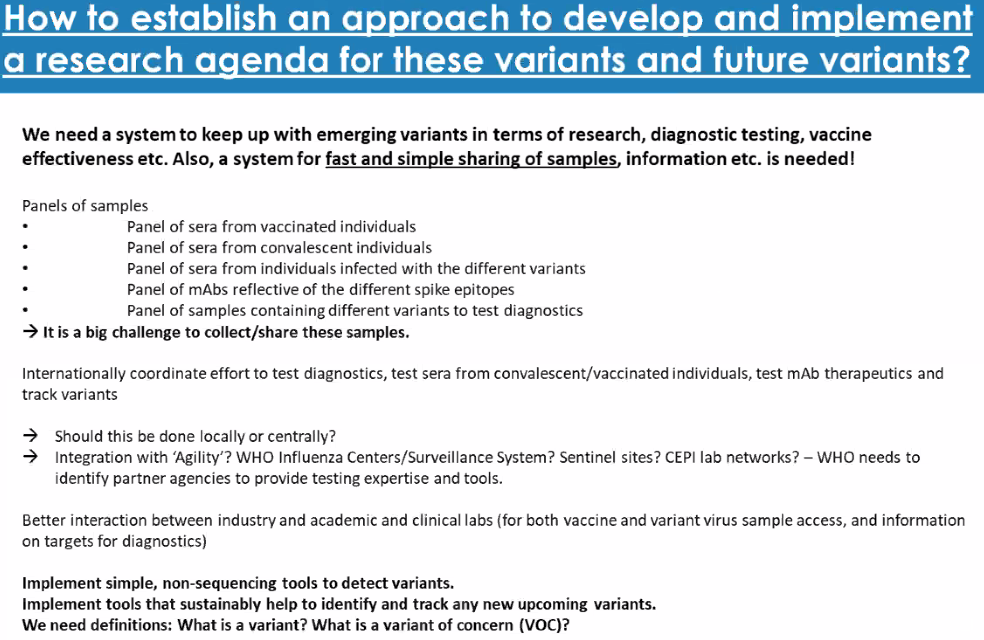 How to establish an approach to develop and implement
a research agenda for these variants and future variants?
We need a system to keep up with emerging variants in terms of research, diagnostic testing, vaccine
effectiveness etc. Also, a system for fast and simple sharing of samples, information etc. is needed!
Panels of samples
• Panel of sera from vaccinated individuals
• Panel of sera from convalescent individuals
• Panel of sera from individuals infected with the different variants
• Panel of mAbs reflective of the different spike epitopes
• Panel of samples containing different variants to test diagnostics
→ It is a big challenge to collect/share these samples.
Internationally coordinate effort to test diagnostics, test sera from convalescent/vaccinated individuals, test mAb therapeutics and
track variants
→ Should this be done locally or centrally?
→ Integration with ‘Agility’? WHO Influenza Centers/Surveillance System? Sentinel sites? CEPI lab networks? – WHO needs to
identify partner agencies to provide testing expertise and tools.
Better interaction between industry and academic and clinical labs (for both vaccine and variant virus sample access, and information
on targets for diagnostics)
Implement simple, non-sequencing tools to detect variants.
Implement tools that sustainably help to identify and track any new upcoming variants.
We need definitions: What is a variant? What is a variant of concern (VOC)?